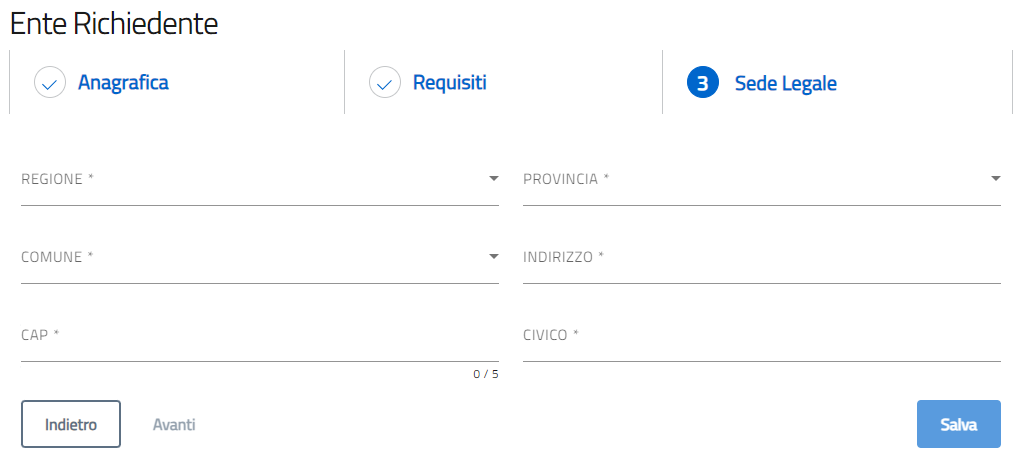 Ente Richiedente
Anagrafica
Requisiti
3 Sede Legale
REGIONE *
PROVINCIA *
COMUNE *
INDIRIZZO *
CAP *
CIVICO *
0 / 5
Indietro
Avanti
Salva